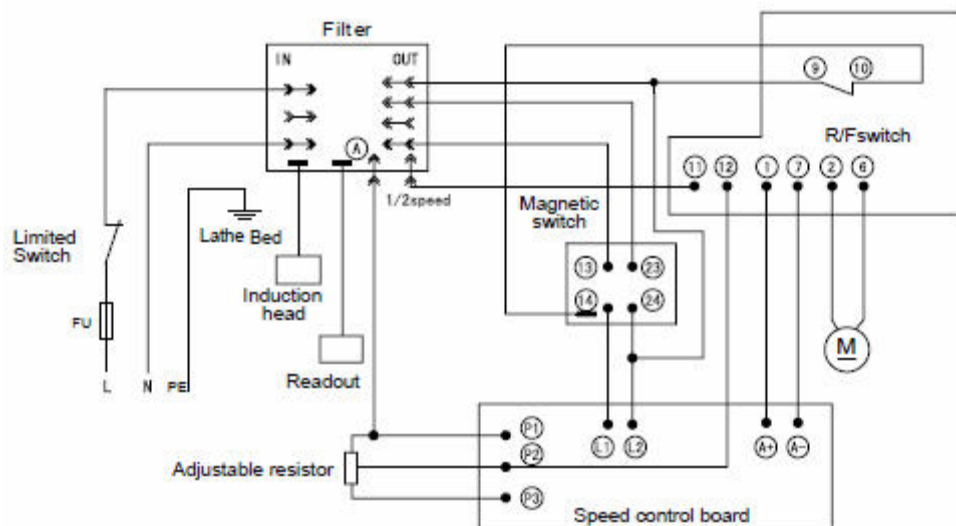 Filter
IN OUT
9 10
R/Fswitch
A
11 12 1 7 2 6
1/2speed
Magnetic
switch
Lathe Bed
Limited
Switch
13 23
14 24
Induction
head
FU
M
Readout
L N PE
P1
L1 L2 A+ A-
P2
Adjustable resistor
P3
Speed control board